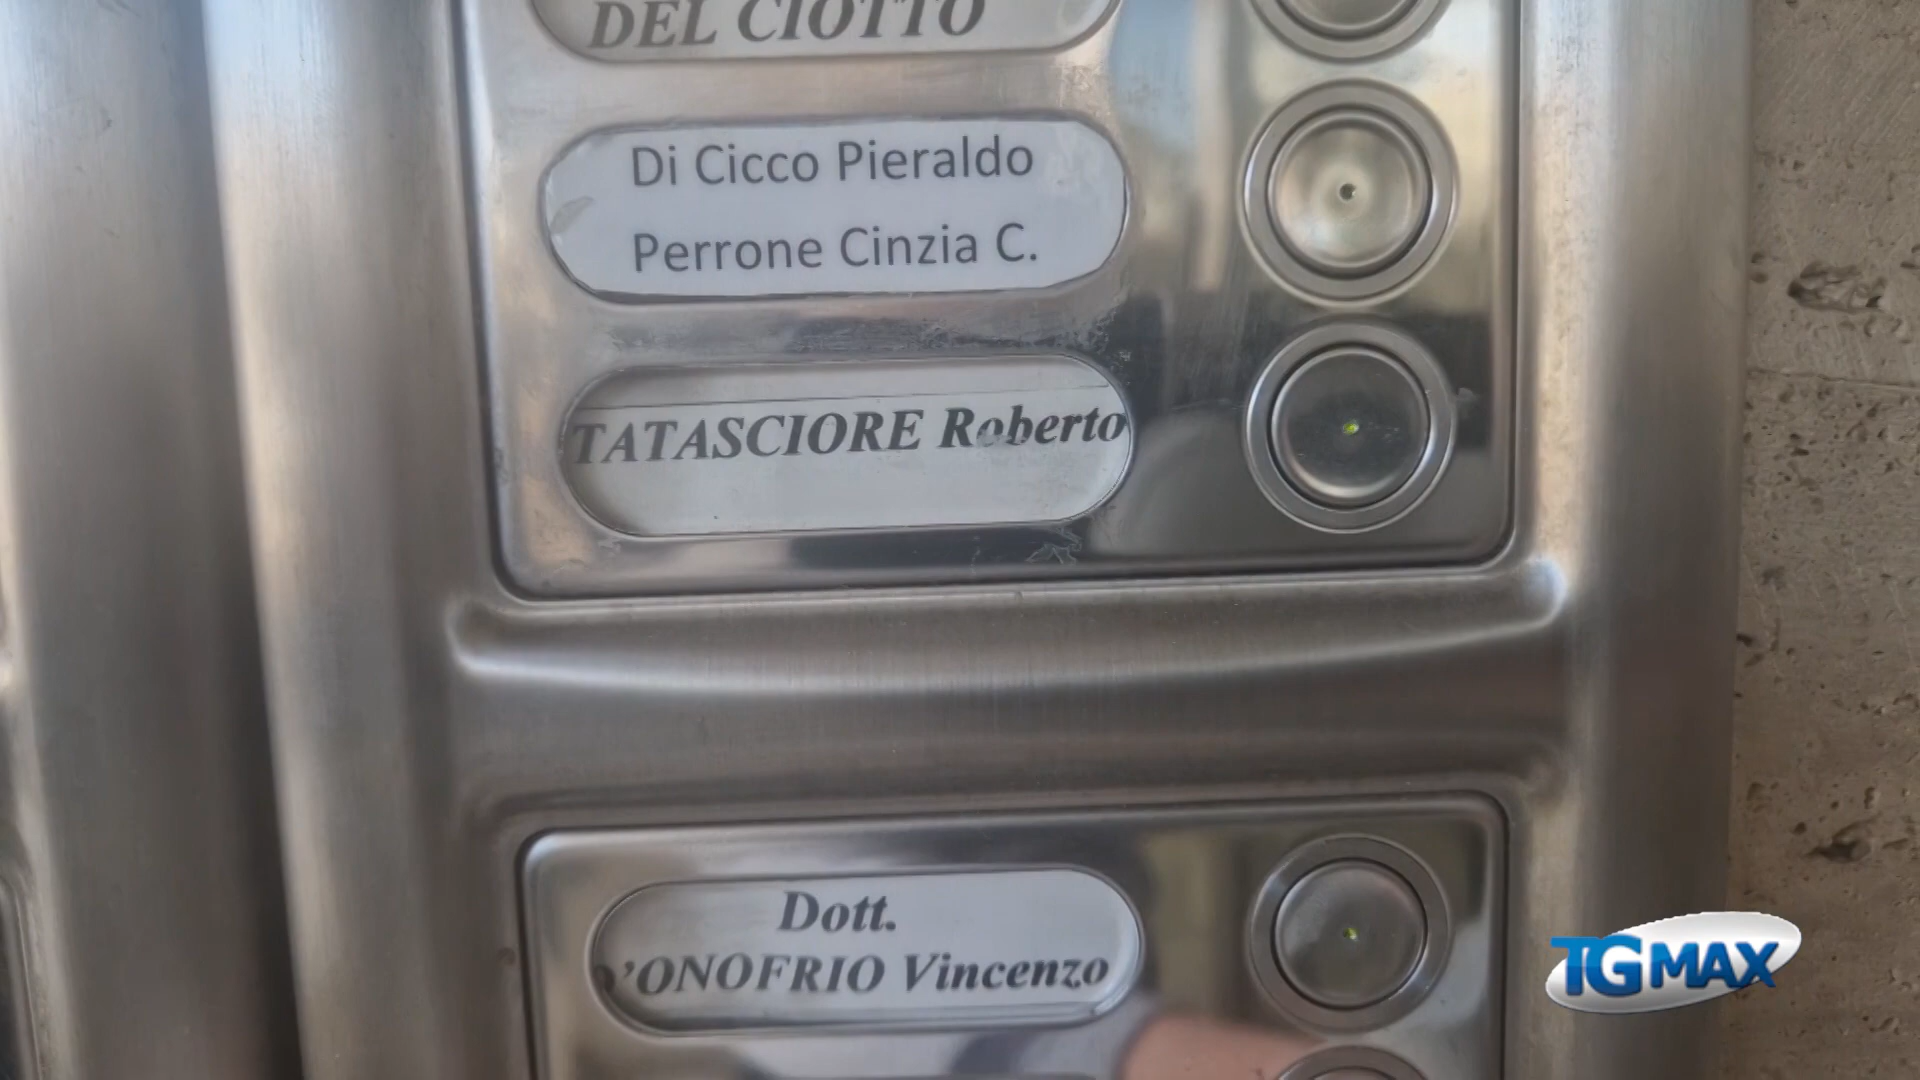 DEL CIOTTO
Di Cicco Pieraldo
Perrone Cinzia C.
TATASCIORE Roberto
Dott.
D'ONOFRIO Vincenzo
TGMAX